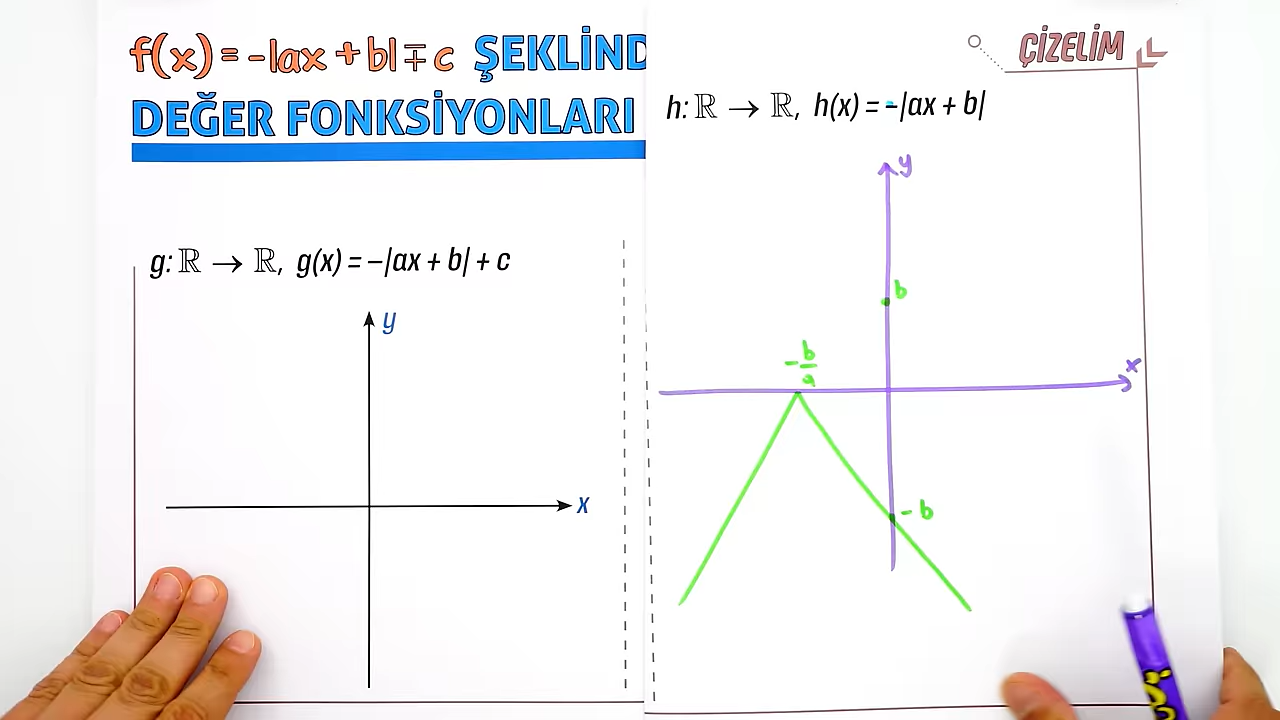 f(x) = -|ax + b| ∓ c ŞEKLİND
DEĞER FONKSİYONLARI
g: ℝ → ℝ, g(x) = -|ax + b| + c
y
x
ÇİZELİM
h: ℝ → ℝ, h(x) = -|ax + b|
y
b
-b/a
x
-b